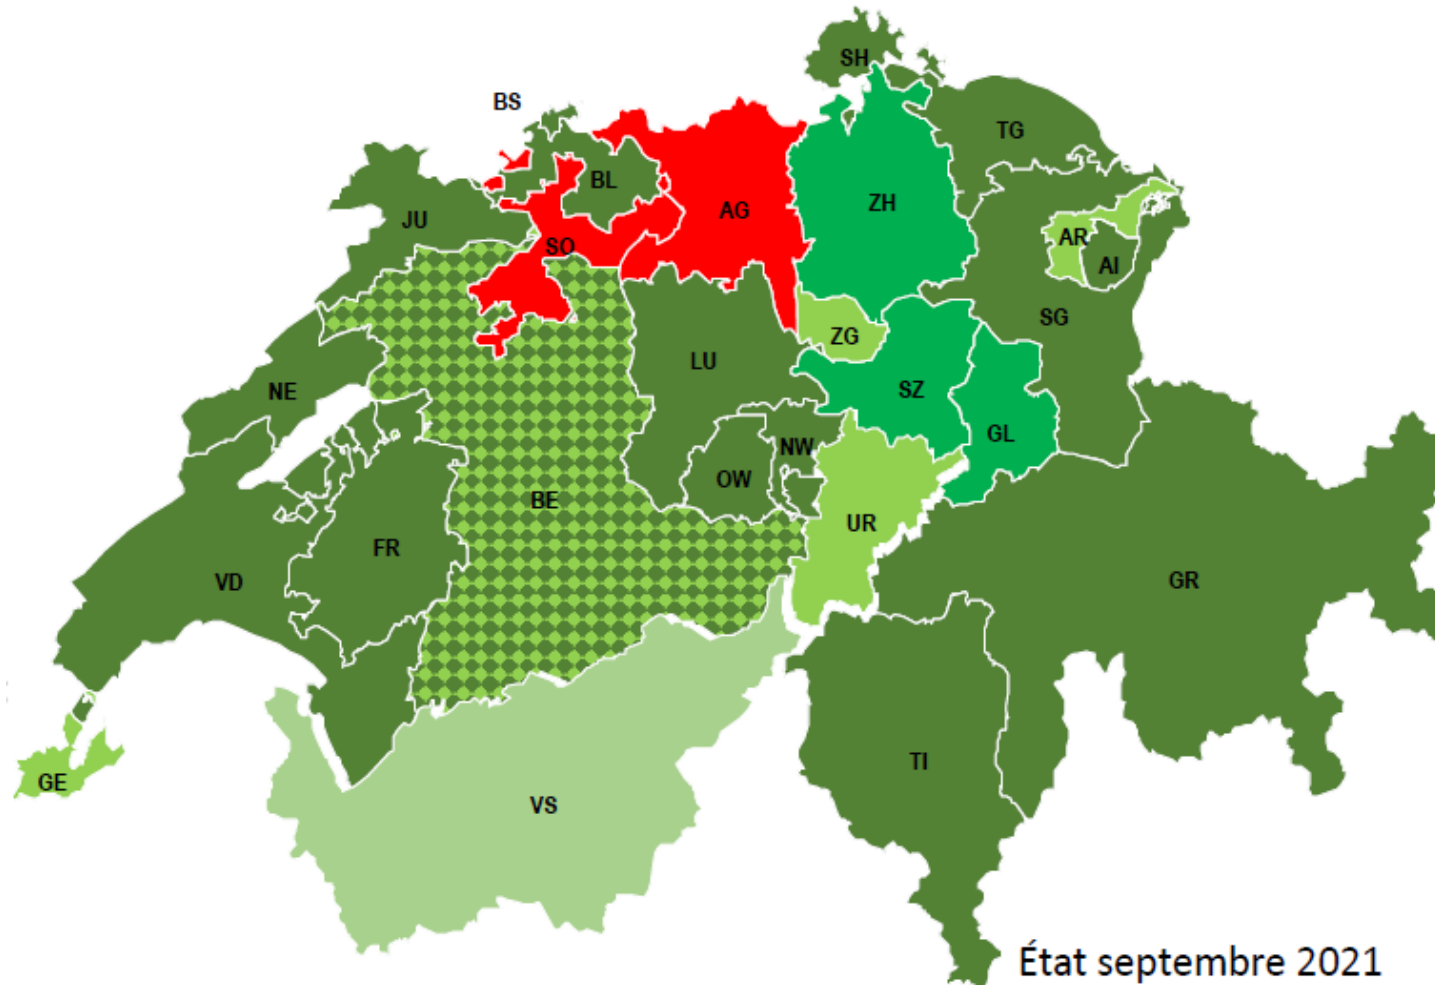 SH
BS
TG
BL
ZH
AG
JU
AR
SO
AI
SG
ZG
LU
NE
SZ
GL
NW
OW
BE
UR
FR
GR
VD
TI
GE
VS
État septembre 2021